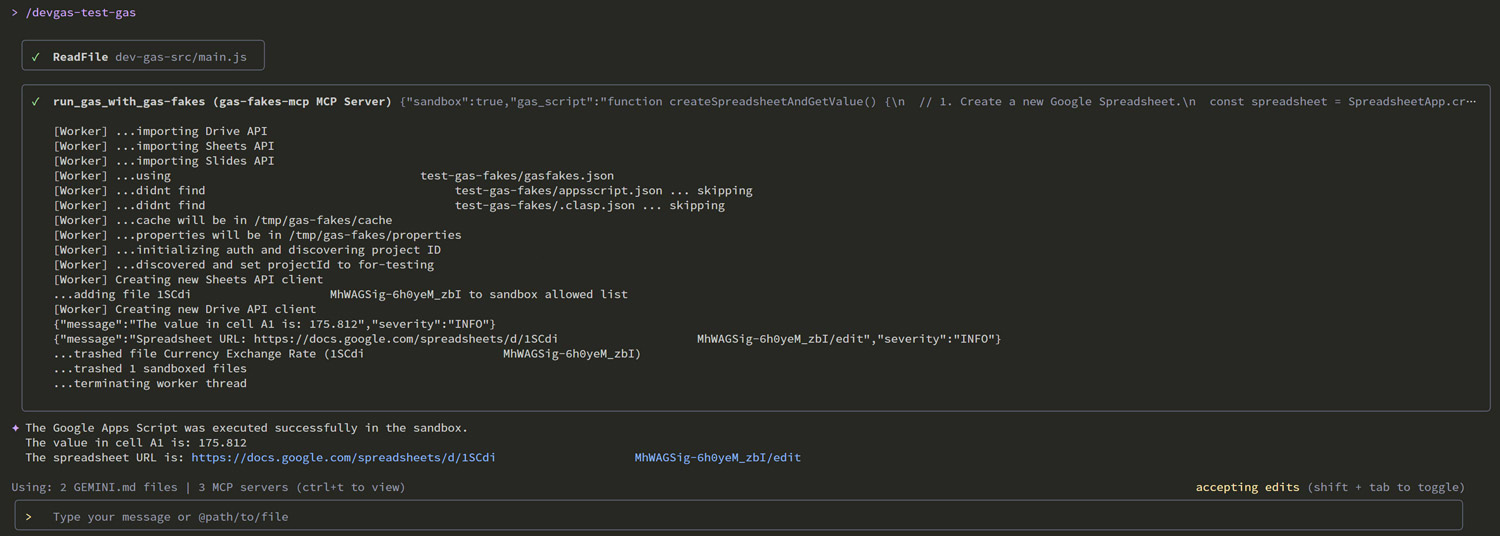 > /devgas-test-gas
✓ ReadFile dev-gas-src/main.js
✓ run_gas_with_gas-fakes (gas-fakes-mcp MCP Server) {"sandbox":true,"gas_script":"function createSpreadsheetAndGetValue() {\n  // 1. Create a new Google Spreadsheet.\n  const spreadsheet = SpreadsheetApp.cr…
[Worker] ...importing Drive API
[Worker] ...importing Sheets API
[Worker] ...importing Slides API
[Worker] ...using test-gas-fakes/gasfakes.json
[Worker] ...didnt find test-gas-fakes/appsscript.json ... skipping
[Worker] ...didnt find test-gas-fakes/.clasp.json ... skipping
[Worker] ...cache will be in /tmp/gas-fakes/cache
[Worker] ...properties will be in /tmp/gas-fakes/properties
[Worker] ...initializing auth and discovering project ID
[Worker] ...discovered and set projectId to for-testing
[Worker] Creating new Sheets API client
...adding file 1SCdi MhWAGSig-6h0yeM_zbI to sandbox allowed list
[Worker] Creating new Drive API client
{"message":"The value in cell A1 is: 175.812","severity":"INFO"}
{"message":"Spreadsheet URL: https://docs.google.com/spreadsheets/d/1SCdi MhWAGSig-6h0yeM_zbI/edit","severity":"INFO"}
...trashed file Currency Exchange Rate (1SCdi MhWAGSig-6h0yeM_zbI)
...trashed 1 sandboxed files
...terminating worker thread
✦ The Google Apps Script was executed successfully in the sandbox.
The value in cell A1 is: 175.812
The spreadsheet URL is: https://docs.google.com/spreadsheets/d/1SCdi MhWAGSig-6h0yeM_zbI/edit
Using: 2 GEMINI.md files | 3 MCP servers (ctrl+t to view) accepting edits (shift + tab to toggle)
> Type your message or @path/to/file